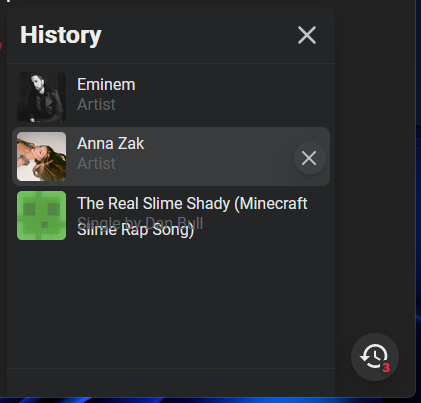 History
Eminem
Artist
Anna Zak
Artist
The Real Slime Shady (Minecraft
Slime Rap Song)
Single by Dan Bull
3